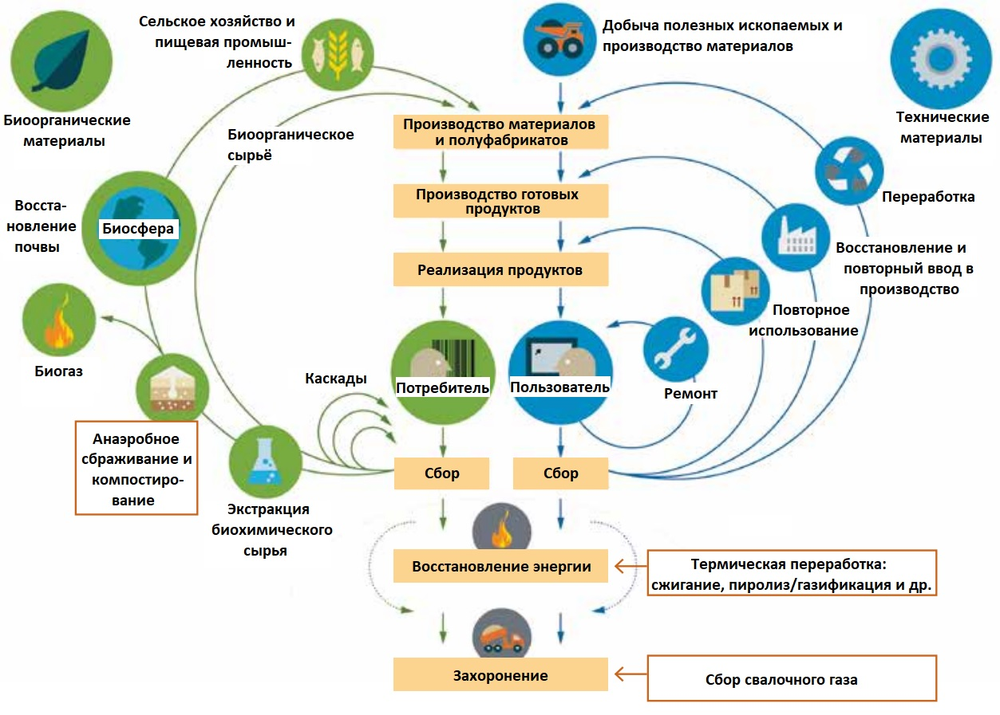 Сельское хозяйство и
пищевая промыш-
ленность
Добыча полезных ископаемых и
производство материалов
Биоорганические
материалы
Технические
материалы
Биоорганическое
сырьё
Производство материалов
и полуфабрикатов
Переработка
Восста-
новление
почвы
Биосфера
Производство готовых
продуктов
Восстановление и
повторный ввод в
производство
Реализация продуктов
Повторное
использование
Биогаз
Каскады
Потребитель
Пользователь
Ремонт
Анаэробное
сбраживание и
компостиро-
вание
Экстракция
биохимического
сырья
Сбор
Сбор
Восстановление энергии
Термическая переработка:
сжигание, пиролиз/газификация и др.
Захоронение
Сбор свалочного газа